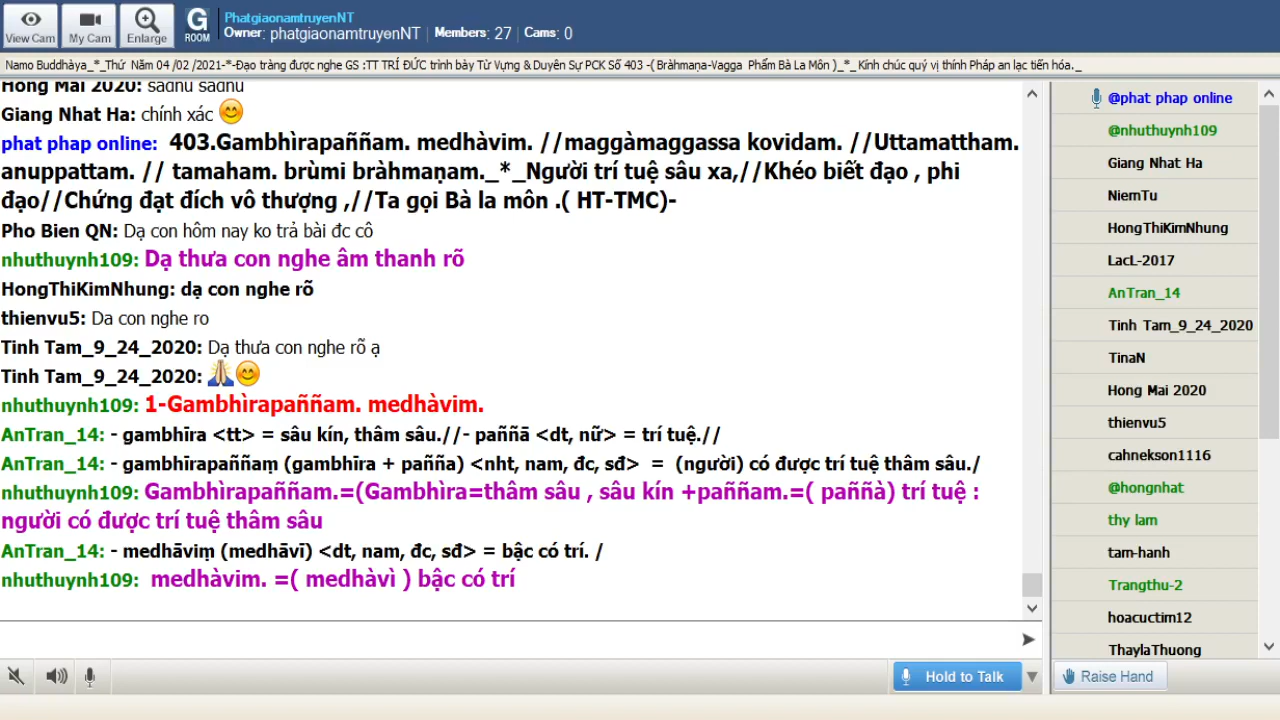 View Cam
My Cam
Enlarge
G
ROOM
PhatgiaonamtruyenNT
Owner: phatgiaonamtruyenNT | Members: 27 | Cams: 0
Namo Buddhàya_*_Thứ Năm 04 /02 /2021-*-Đạo tràng được nghe GS :TT TRÍ ĐỨC trình bày Từ Vựng & Duyên Sự PCK Số 403 -( Bràhmaṇa-Vagga Phẩm Bà La Môn )_*_ Kính chúc quý vị thính Pháp an lạc tiến hóa._
Hong Mai 2020: sadhu sadhu
Giang Nhat Ha: chính xác 😊
phat phap online: 403.Gambhìrapaññam. medhàvim. //maggàmaggassa kovidam. //Uttamattham.
anuppattam. // tamaham. brùmi bràhmaṇam._*_Người trí tuệ sâu xa,//Khéo biết đạo , phi
đạo//Chứng đạt đích vô thượng ,//Ta gọi Bà la môn .( HT-TMC)-
Pho Bien QN: Dạ con hôm nay ko trả bài đc cô
nhuthuynh109: Dạ thưa con nghe âm thanh rõ
HongThiKimNhung: dạ con nghe rõ
thienvu5: Da con nghe ro
Tinh Tam_9_24_2020: Dạ thưa con nghe rõ ạ
Tinh Tam_9_24_2020: 🙏😊
nhuthuynh109: 1-Gambhìrapaññam. medhàvim.
AnTran_14: - gambhīra <tt> = sâu kín, thâm sâu.//- paññā <dt, nữ> = trí tuệ.//
AnTran_14: - gambhīrapaññaṃ (gambhīra + pañña) <nht, nam, đc, sđ> = (người) có được trí tuệ thâm sâu./
nhuthuynh109: Gambhìrapaññam.=(Gambhìra=thâm sâu , sâu kín +paññam.=( paññà) trí tuệ :
người có được trí tuệ thâm sâu
AnTran_14: - medhāviṃ (medhāvī) <dt, nam, đc, sđ> = bậc có trí. /
nhuthuynh109: medhàvim. =( medhàvì ) bậc có trí
Hold to Talk
@phat phap online
@nhuthuynh109
Giang Nhat Ha
NiemTu
HongThiKimNhung
LacL-2017
AnTran_14
Tinh Tam_9_24_2020
TinaN
Hong Mai 2020
thienvu5
cahnekson1116
@hongnhat
thy lam
tam-hanh
Trangthu-2
hoacuctim12
ThaylaThuong
Raise Hand